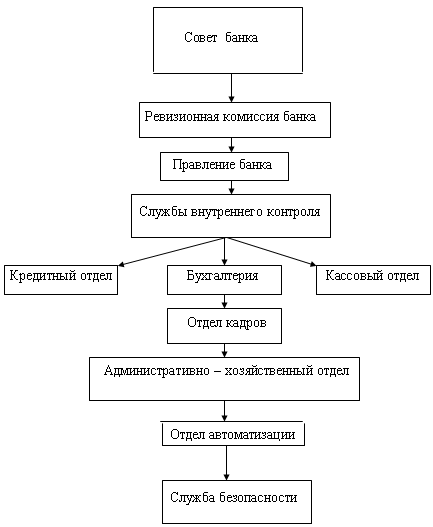 Совет банка
Ревизионная комиссия банка
Правление банка
Службы внутреннего контроля
Кредитный отдел
Бухгалтерия
Кассовый отдел
Отдел кадров
Административно – хозяйственный отдел
Отдел автоматизации
Служба безопасности